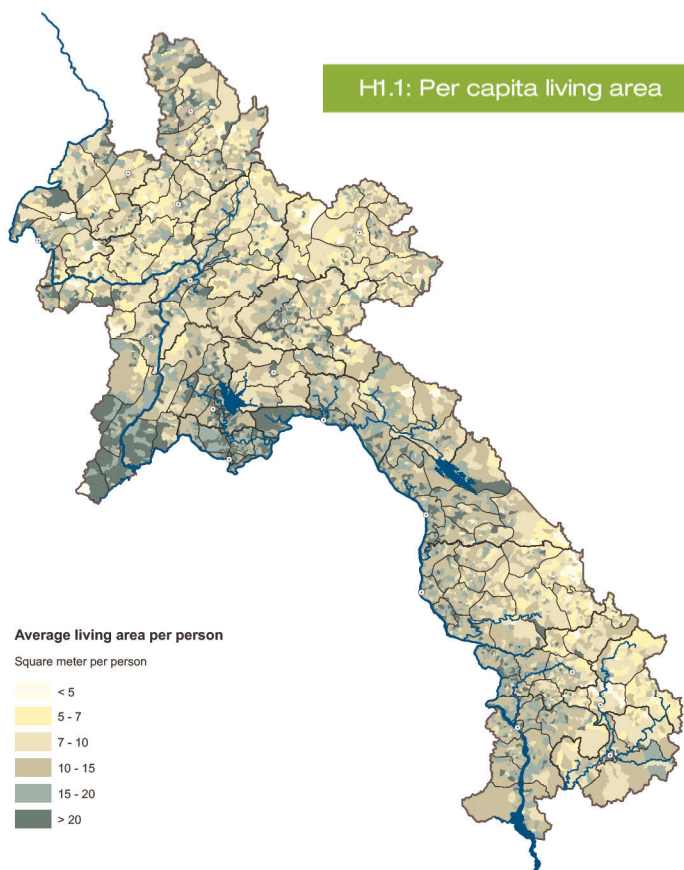 H1.1: Per capita living area
Average living area per person
Square meter per person
< 5
5 - 7
7 - 10
10 - 15
15 - 20
> 20